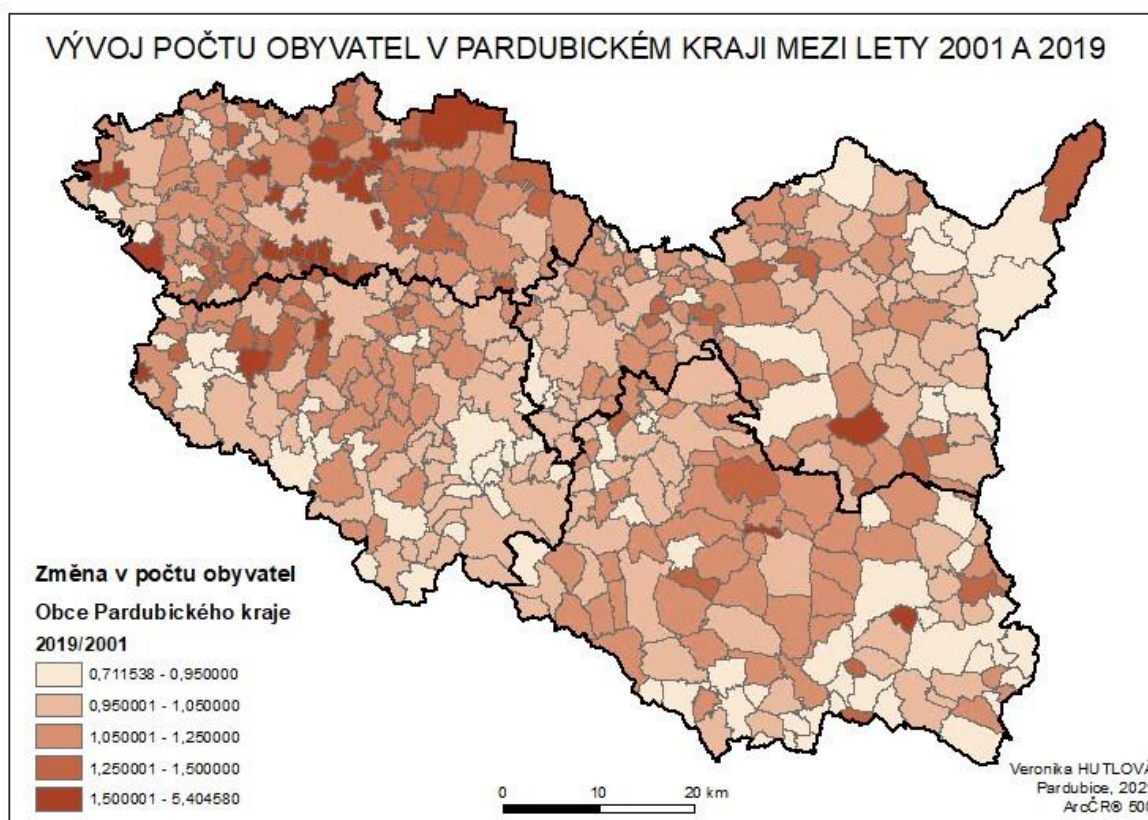 VÝVOJ POČTU OBYVATEL V PARDUBICKÉM KRAJI MEZI LETY 2001 A 2019
Změna v počtu obyvatel
Obce Pardubického kraje
2019/2001
0,711538 - 0,950000
0,950001 - 1,050000
1,050001 - 1,250000
1,250001 - 1,500000
1,500001 - 5,404580
0 10 20 km
Veronika HUTLOVÁ
Pardubice, 202
ArcČR® 500